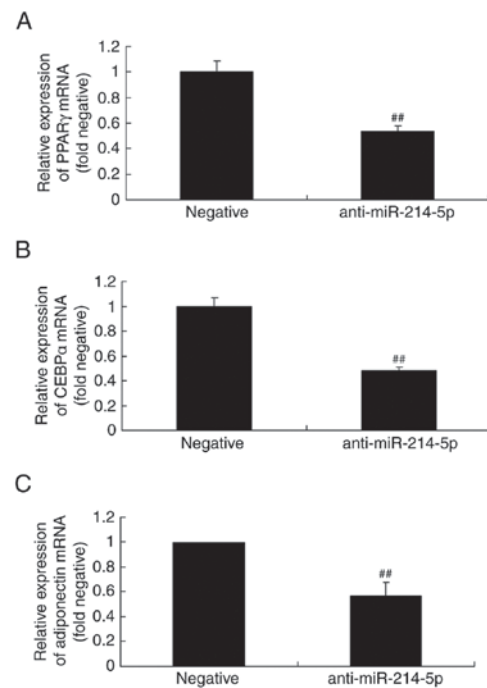 A
Relative expression
of PPARγ mRNA
(fold negative)
1.2
1
0.8
0.6
0.4
0.2
0
##
Negative
anti-miR-214-5p
B
Relative expression
of CEBPα mRNA
(fold negative)
1.2
1
0.8
0.6
0.4
0.2
0
##
Negative
anti-miR-214-5p
C
Relative expression
of adiponectin mRNA
(fold negative)
1.2
1
0.8
0.6
0.4
0.2
0
##
Negative
anti-miR-214-5p